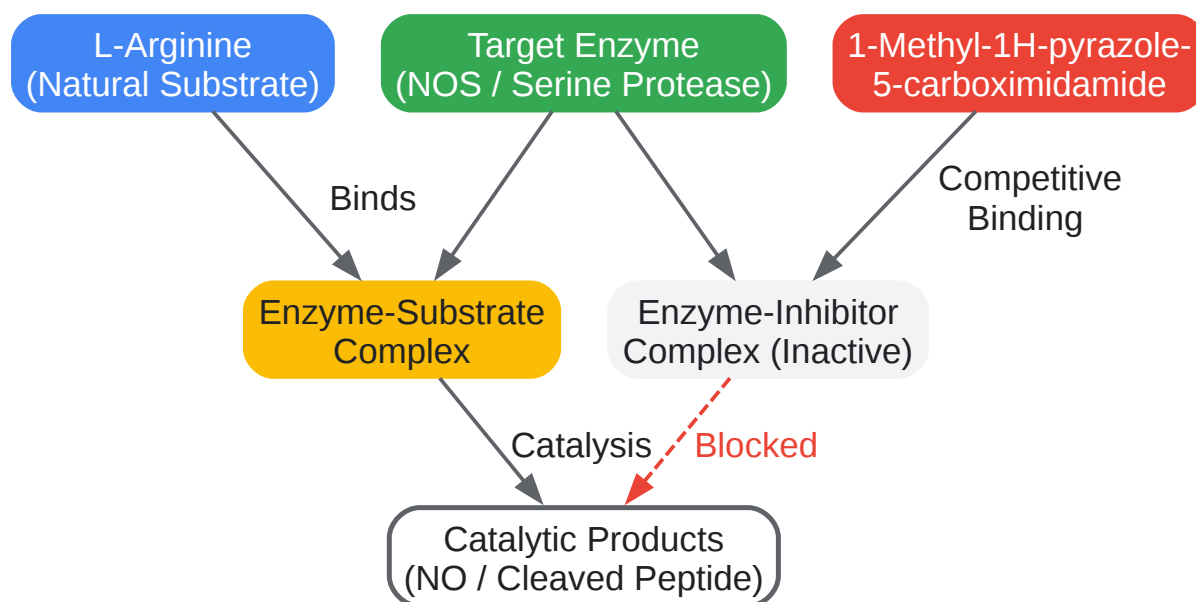 L-Arginine
(Natural Substrate)
Target Enzyme
(NOS / Serine Protease)
1-Methyl-1H-pyrazole-
5-carboximidamide
Binds
Competitive
Binding
Enzyme-Substrate
Complex
Enzyme-Inhibitor
Complex (Inactive)
Catalysis
Blocked
Catalytic Products
(NO / Cleaved Peptide)